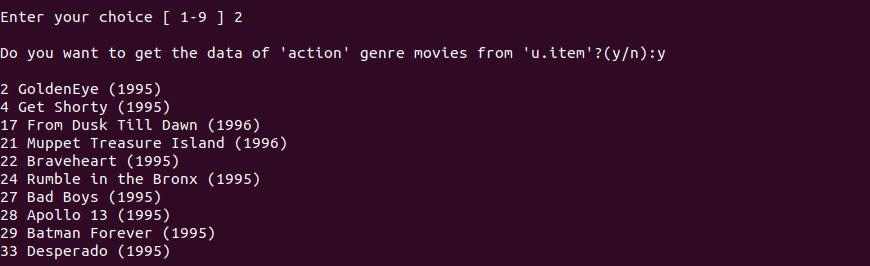 Enter your choice [ 1-9 ] 2
Do you want to get the data of 'action' genre movies from 'u.item'?(y/n):y
2 GoldenEye (1995)
4 Get Shorty (1995)
17 From Dusk Till Dawn (1996)
21 Muppet Treasure Island (1996)
22 Braveheart (1995)
24 Rumble in the Bronx (1995)
27 Bad Boys (1995)
28 Apollo 13 (1995)
29 Batman Forever (1995)
33 Desperado (1995)